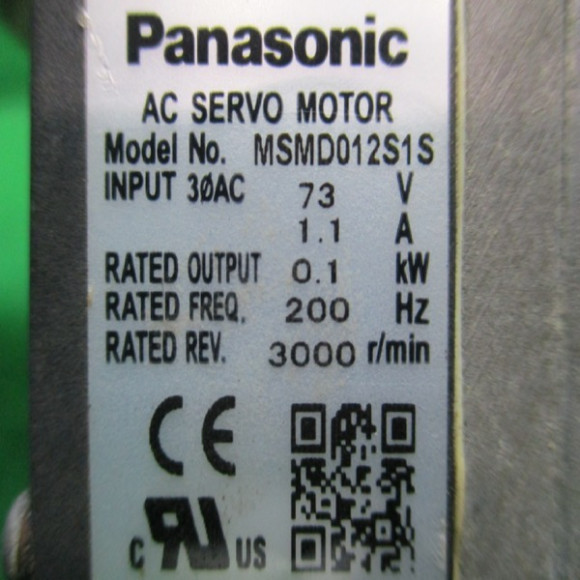 Panasonic
AC SERVO MOTOR
Model No. MSMD012S1S
INPUT 3ØAC 73 V
1.1 A
RATED OUTPUT 0.1 kW
RATED FREQ. 200 Hz
RATED REV. 3000 r/min
CE
C RU US